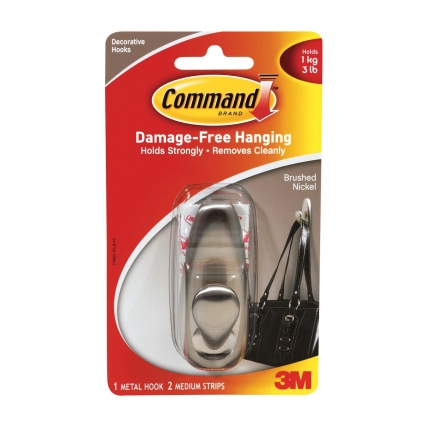 Decorative
Hooks
Holds
1 kg
3 lb
Command
BRAND
Damage-Free Hanging
Holds Strongly • Removes Cleanly
Brushed
Nickel
1 METAL HOOK 2 MEDIUM STRIPS
3M